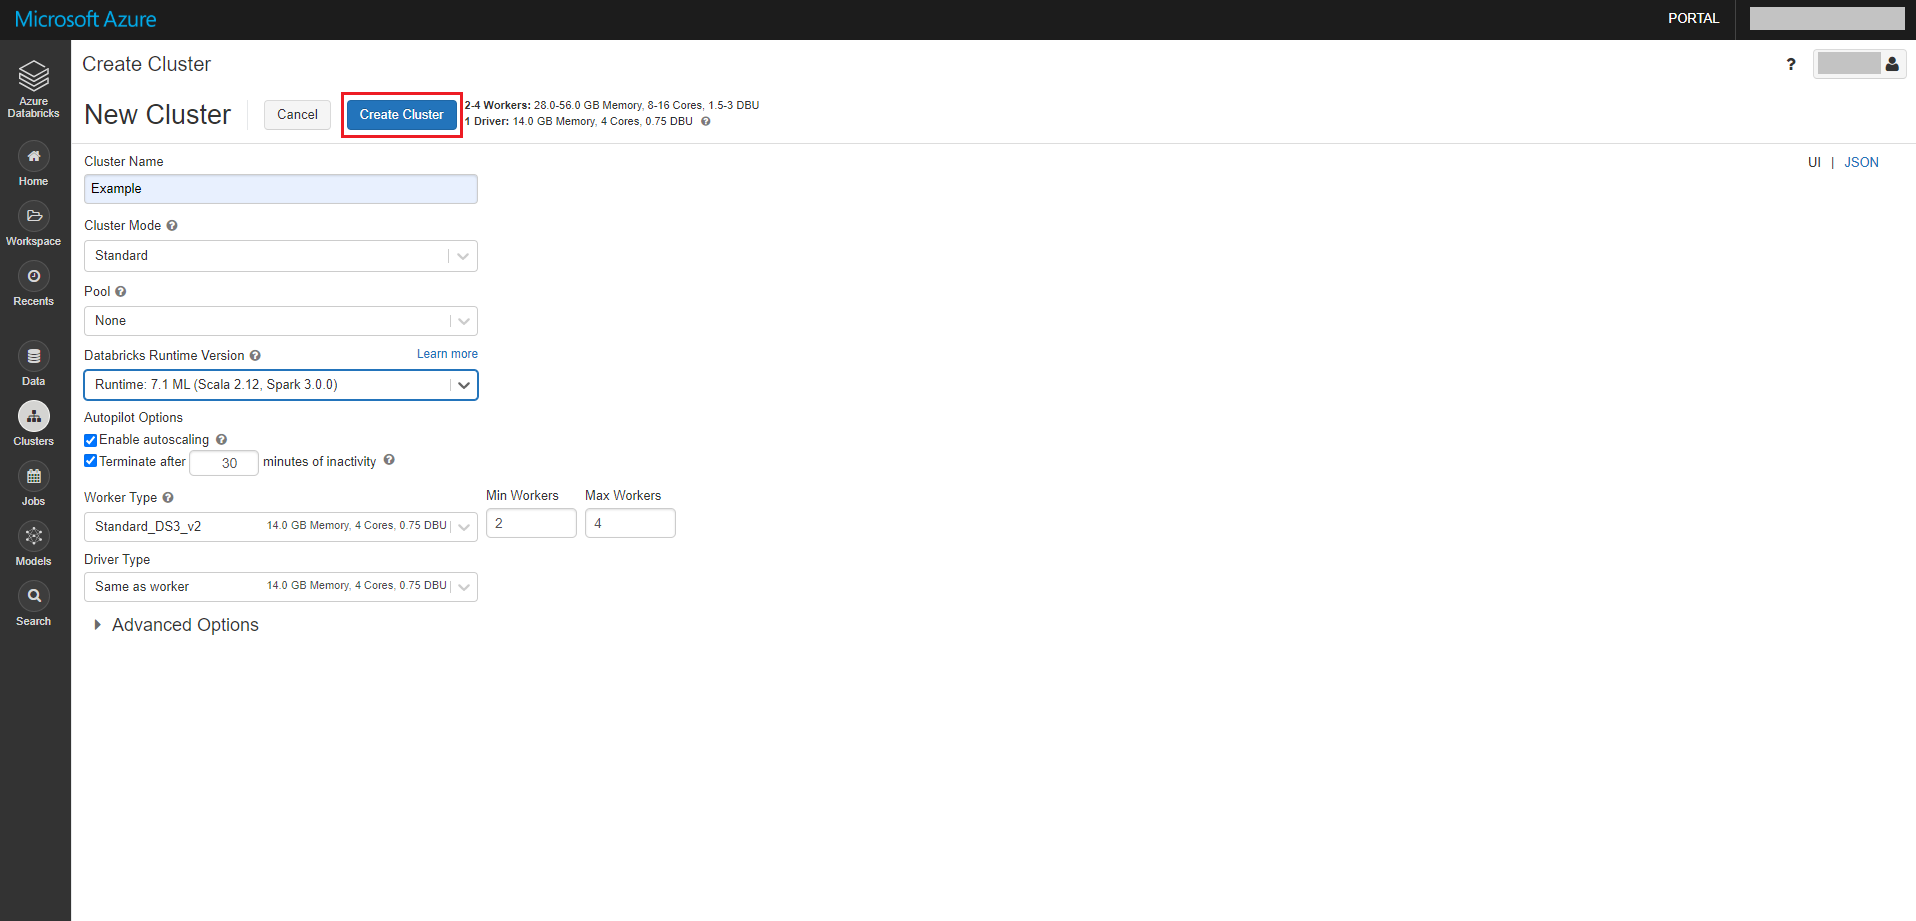 Microsoft Azure
PORTAL
Azure
Databricks
Home
Workspace
Recents
Data
Clusters
Jobs
Models
Search
Create Cluster
?
New Cluster
Cancel
Create Cluster
2-4 Workers: 28.0-56.0 GB Memory, 8-16 Cores, 1.5-3 DBU
1 Driver: 14.0 GB Memory, 4 Cores, 0.75 DBU ?
UI | JSON
Cluster Name
Example
Cluster Mode ?
Standard
Pool ?
None
Databricks Runtime Version ? Learn more
Runtime: 7.1 ML (Scala 2.12, Spark 3.0.0)
Autopilot Options
Enable autoscaling ?
Terminate after 30 minutes of inactivity ?
Worker Type ? Min Workers Max Workers
Standard_DS3_v2 14.0 GB Memory, 4 Cores, 0.75 DBU 2 4
Driver Type
Same as worker 14.0 GB Memory, 4 Cores, 0.75 DBU
Advanced Options